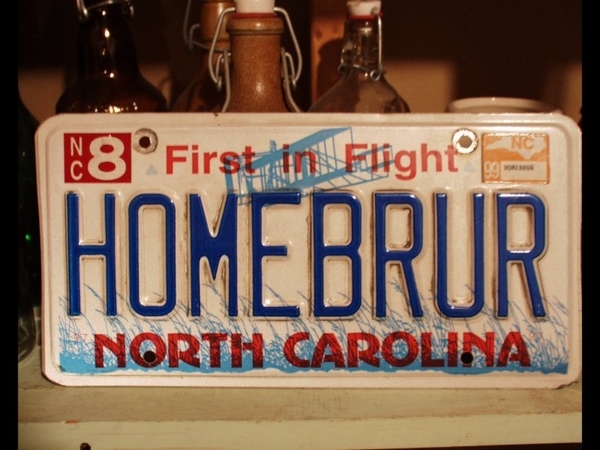 NC 8 First in Flight NC
99 HOMEBRUR
HOMEBRUR
NORTH CAROLINA